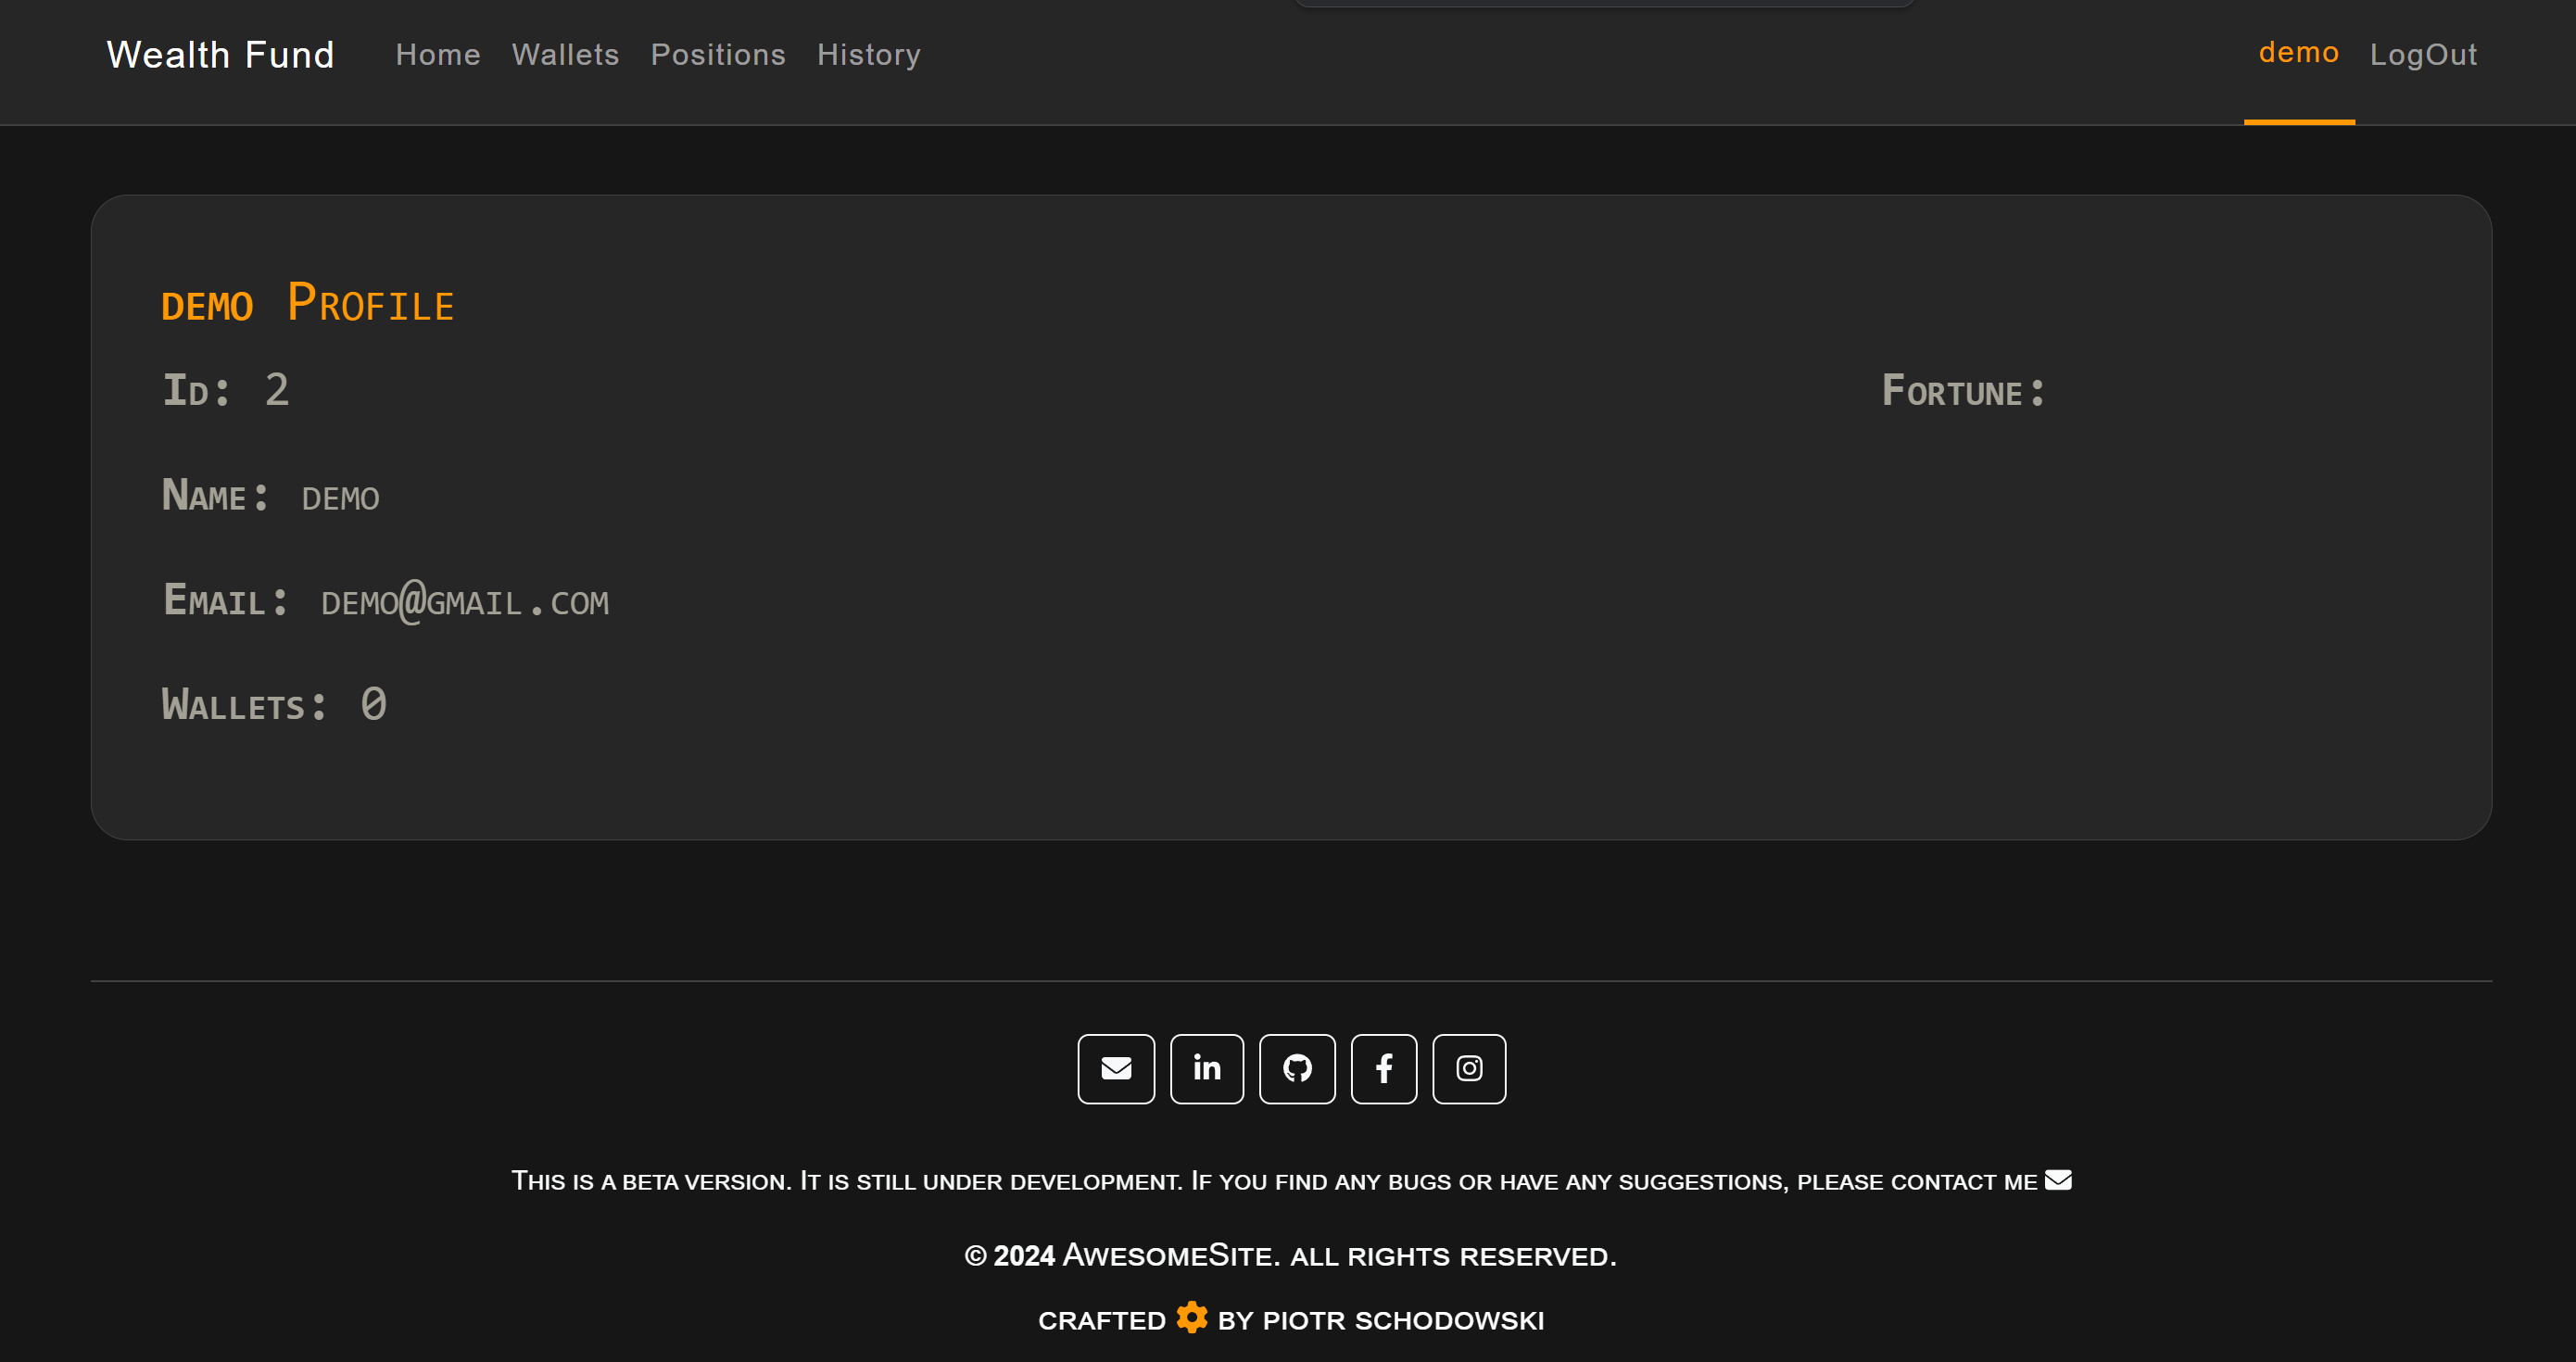 Wealth Fund Home Wallets Positions History demo LogOut
demo Profile
Id: 2 Fortune:
Name: demo
Email: demo@gmail.com
Wallets: 0
This is a beta version. It is still under development. If you find any bugs or have any suggestions, please contact me
© 2024 AwesomeSite. all rights reserved.
crafted by piotr schodowski